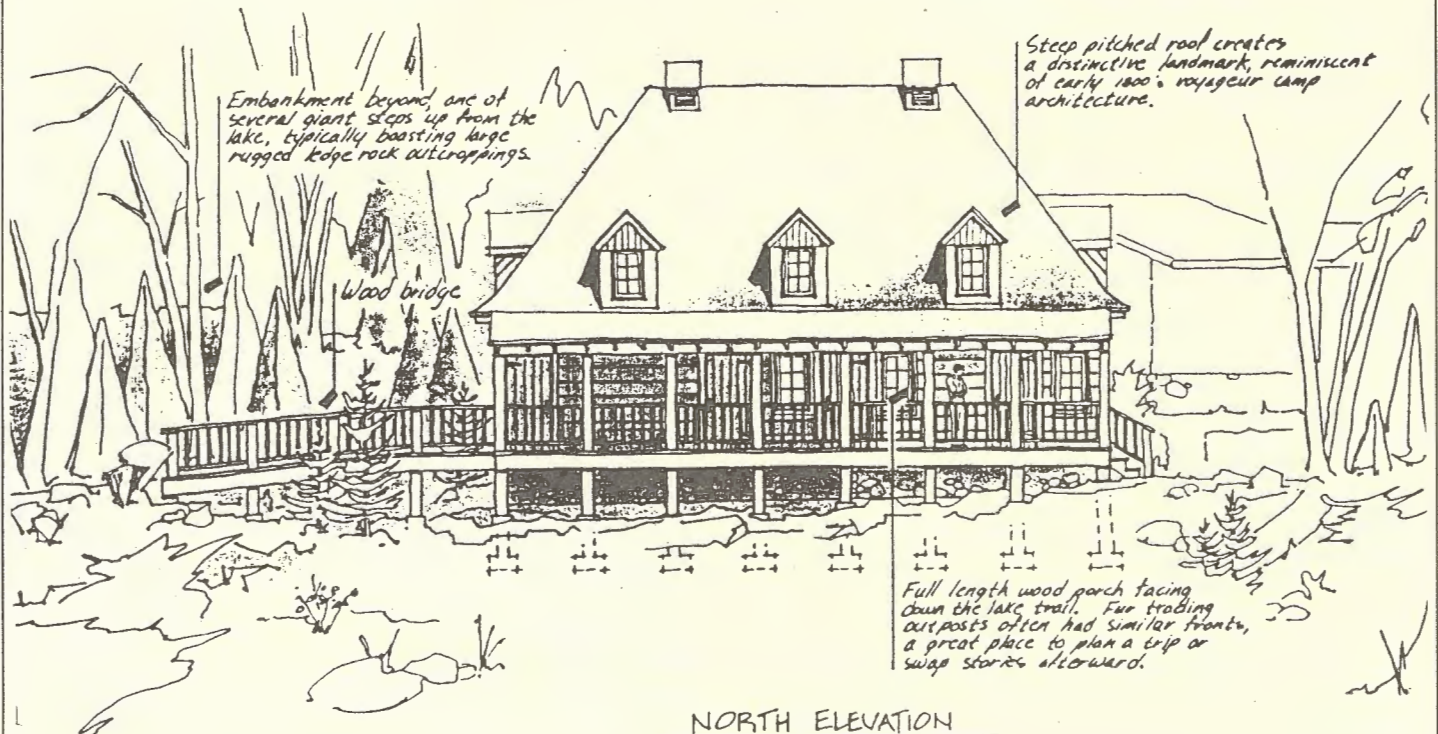 Steep pitched roof creates
a distinctive landmark, reminiscent
of early 1800's voyageur camp
architecture.
Embankment beyond, one of
several giant steps up from the
lake, typically boasting large
rugged ledge rock outcroppings.
Wood bridge
Full length wood porch facing
down the lake trail. Fur trading
outposts often had similar fronts,
a great place to plan a trip or
swap stories afterward.
NORTH ELEVATION